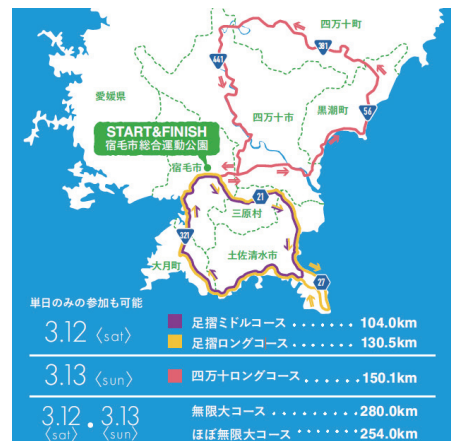 四万十町
381
441
愛媛県
黒潮町
四万十市
56
START&FINISH
宿毛市総合運動公園
宿毛市
21
三原村
321
大月町
土佐清水市
27
単日のみの参加も可能
3.12〈sat〉
足摺ミドルコース・・・・・・・104.0km
足摺ロングコース・・・・・・・130.5km
3.13〈sun〉
四万十ロングコース・・・・・・150.1km
3.12〈sat〉・3.13〈sun〉
無限大コース・・・・・・・・280.0km
ほぼ無限大コース・・・・・・254.0km